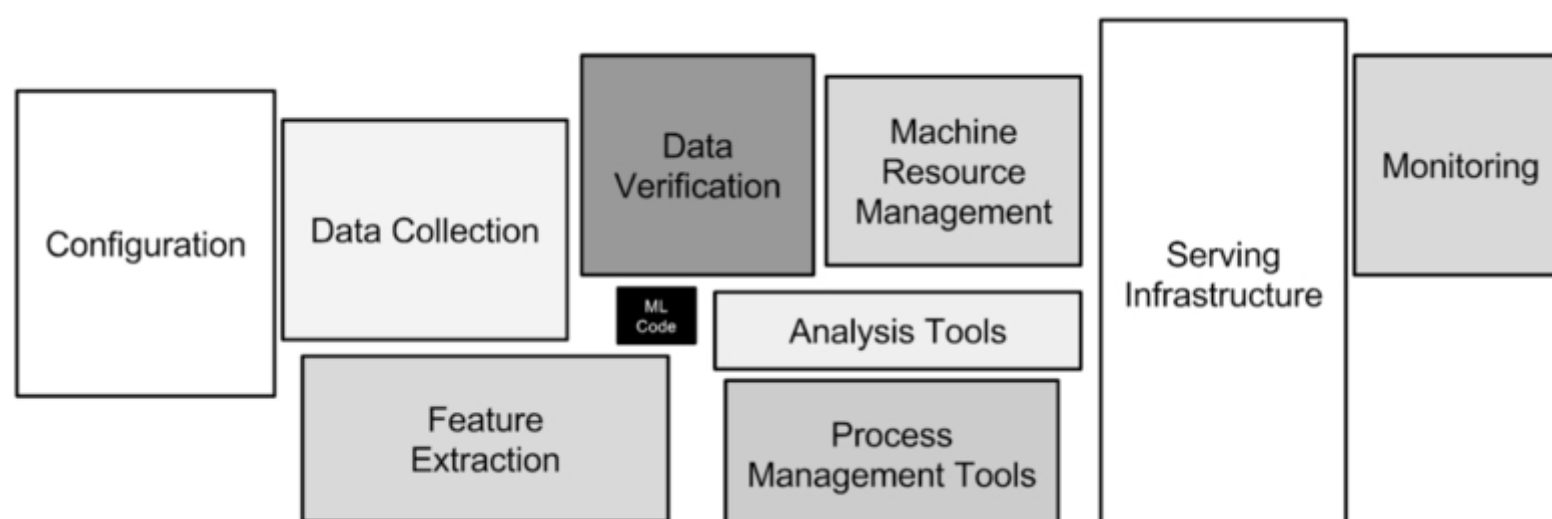 Configuration
Data Collection
Data
Verification
Machine
Resource
Management
Monitoring
Serving
Infrastructure
ML
Code
Analysis Tools
Feature
Extraction
Process
Management Tools